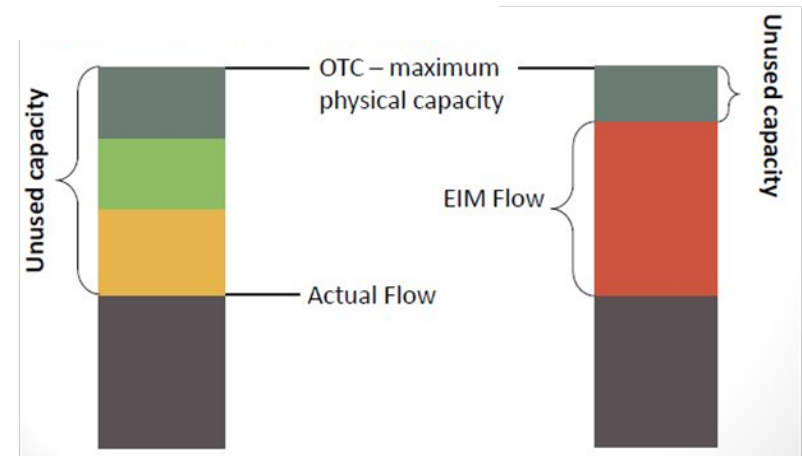 Unused capacity
OTC – maximum
physical capacity
EIM Flow
Actual Flow
Unused capacity